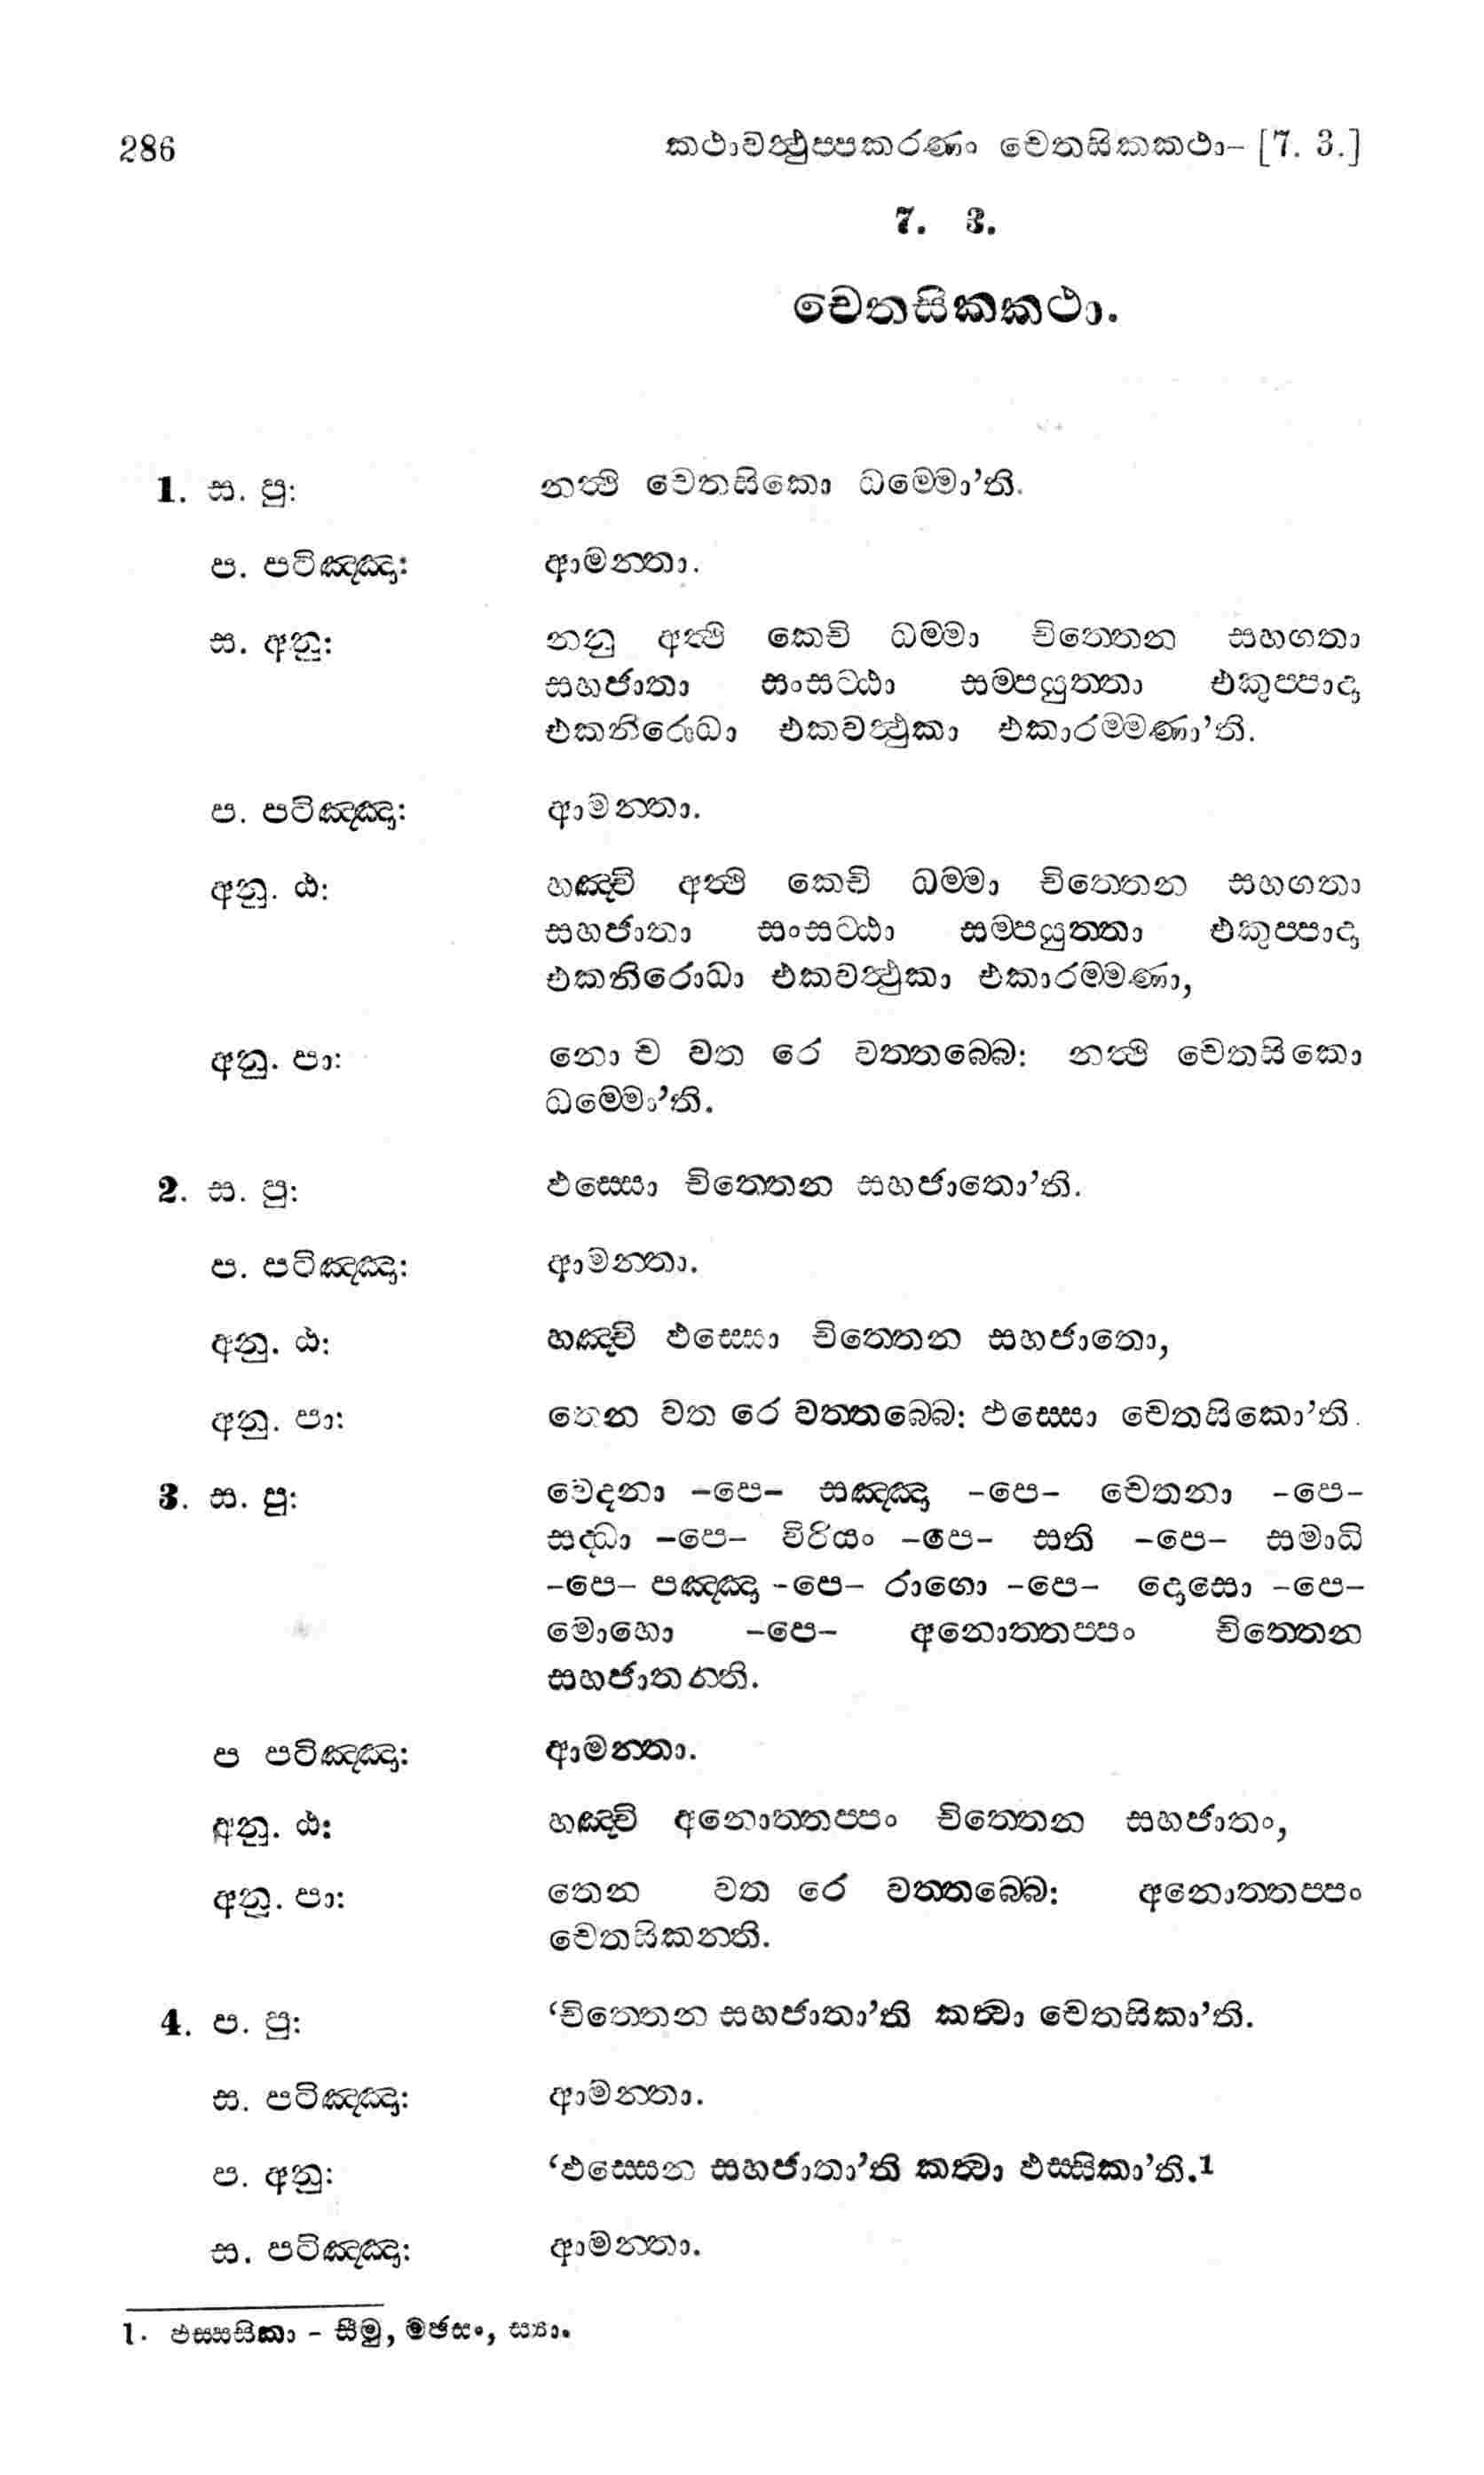 286 කථාවත්‍ථුප්පකරණං චෙතසිකකථා- [7. 3.]
7. 3.
චෙතසිකකථා.
1. ස. පු: නත්‍ථි චෙතසිකො ධම්මො’ති.
ප. පටිඤ්ඤා: ආමන්තා.
ස. අනු: නනු අත්‍ථි කෙචි ධම්මා චිත්තෙන සහගතා
සහජාතා සංසට්ඨා සම්පයුත්තා එකුප්පාදා
එකනිරොධා එකවත්‍ථුකා එකාරම්මණා’ති.
ප. පටිඤ්ඤා: ආමන්තා.
අනු. ඨ: හඤ්චි අත්‍ථි කෙචි ධම්මා චිත්තෙන සහගතා
සහජාතා සංසට්ඨා සම්පයුත්තා එකුප්පාදා
එකනිරොධා එකවත්‍ථුකා එකාරම්මණා,
අනු. පා: නො ච වත රෙ වත්තබ්බෙ: නත්‍ථි චෙතසිකො
ධම්මො’ති.
2. ස. පු: ඵස්සො චිත්තෙන සහජාතො’ති.
ප. පටිඤ්ඤා: ආමන්තා.
අනු. ඨ: හඤ්චි ඵස්සො චිත්තෙන සහජාතො,
අනු. පා: තෙන වත රෙ වත්තබ්බෙ: ඵස්සො චෙතසිකො’ති.
3. ස. පු: වෙදනා -පෙ- සඤ්ඤා -පෙ- චෙතනා -පෙ-
සද්ධා -පෙ- විරියං -පෙ- සති -පෙ- සමාධි
-පෙ- පඤ්ඤා -පෙ- රාගො -පෙ- දොසො -පෙ-
මොහො -පෙ- අනොත්තප්පං චිත්තෙන
සහජාතන්ති.
ප පටිඤ්ඤා: ආමන්තා.
අනු. ඨ: හඤ්චි අනොත්තප්පං චිත්තෙන සහජාතං,
අනු. පා: තෙන වත රෙ වත්තබ්බෙ: අනොත්තප්පං
චෙතසිකන්ති.
4. ප. පු: ‘චිත්තෙන සහජාතා’ති කත්‍වා චෙතසිකා’ති.
ස. පටිඤ්ඤා: ආමන්තා.
ප. අනු: ‘ඵස්සෙන සහජාතා’ති කත්‍වා ඵස්සිකා’ති.1
ස. පටිඤ්ඤා: ආමන්තා.
1. ඵස්සසිකා - සීමු, මජසං, ස්‍යා.